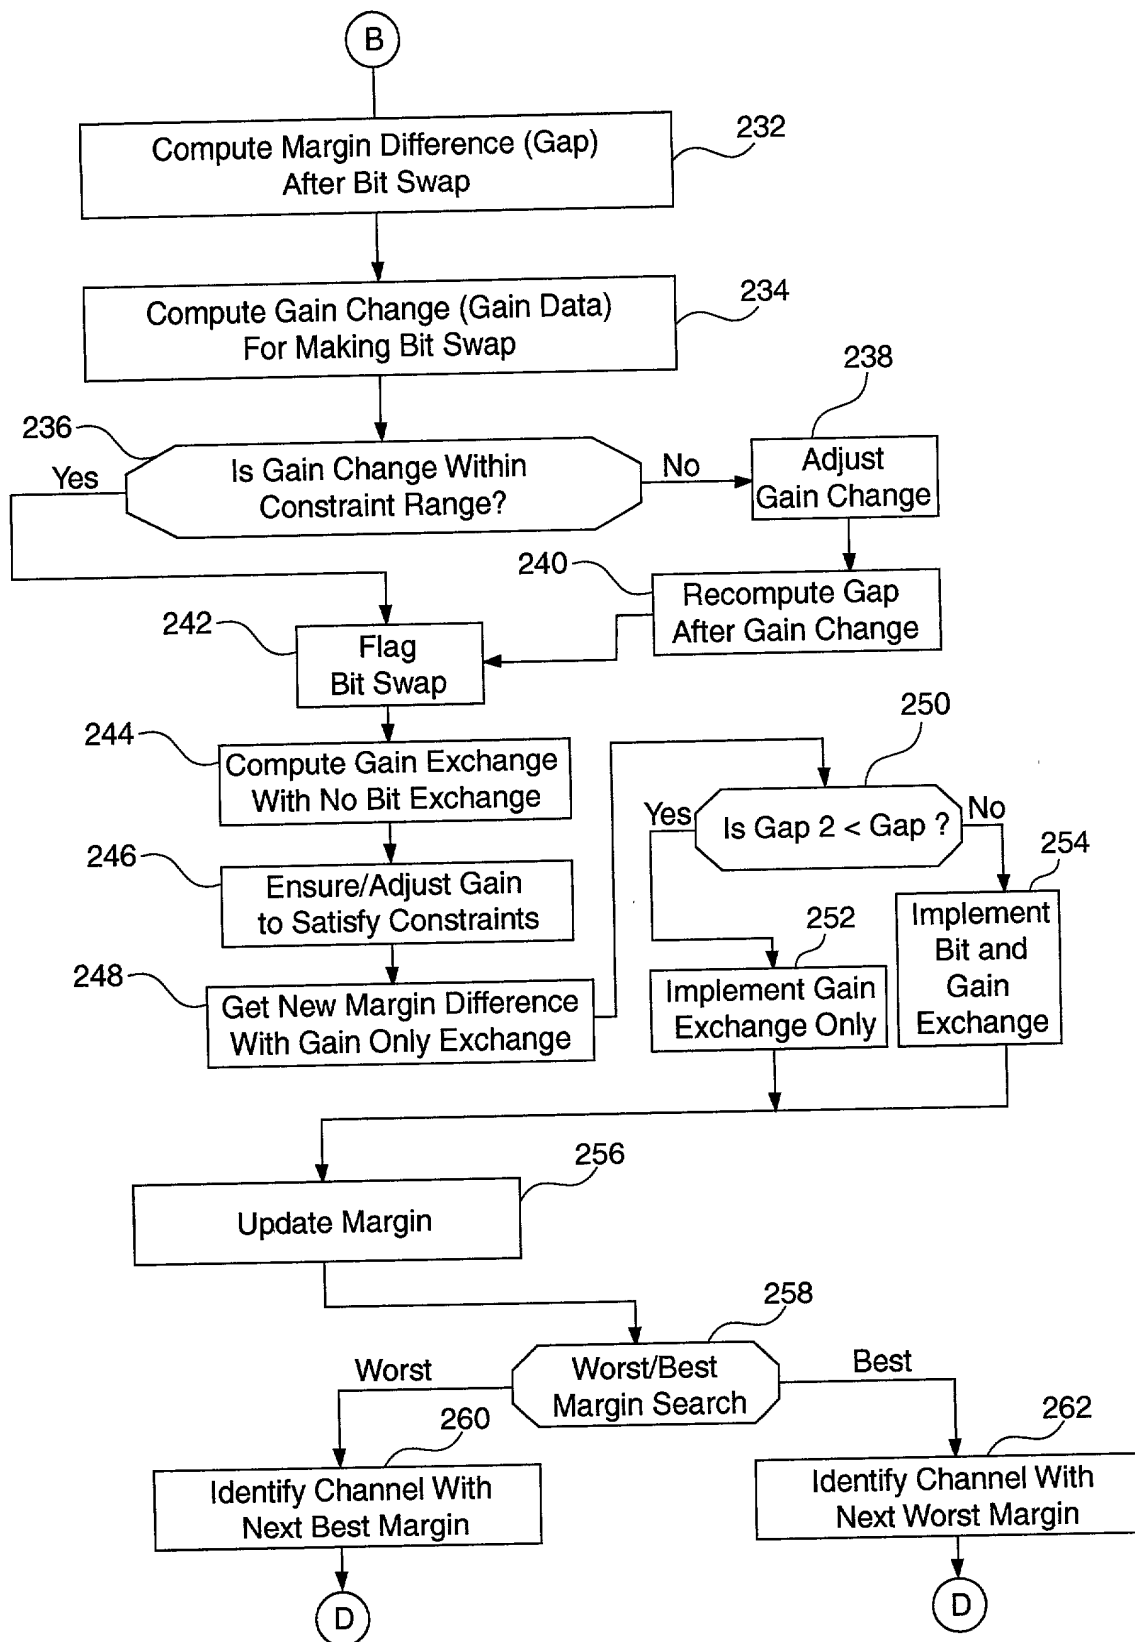 B
232
Compute Margin Difference (Gap)
After Bit Swap
234
Compute Gain Change (Gain Data)
For Making Bit Swap
238
236
Yes
Is Gain Change Within
Constraint Range?
No
Adjust
Gain Change
240
Recompute Gap
After Gain Change
242
Flag
Bit Swap
250
244
Compute Gain Exchange
With No Bit Exchange
Yes
Is Gap 2 < Gap ?
No
254
246
Ensure/Adjust Gain
to Satisfy Constraints
252
Implement
Bit and
Gain
Exchange
248
Get New Margin Difference
With Gain Only Exchange
Implement Gain
Exchange Only
256
Update Margin
258
Worst
Worst/Best
Margin Search
Best
260
262
Identify Channel With
Next Best Margin
Identify Channel With
Next Worst Margin
D
D